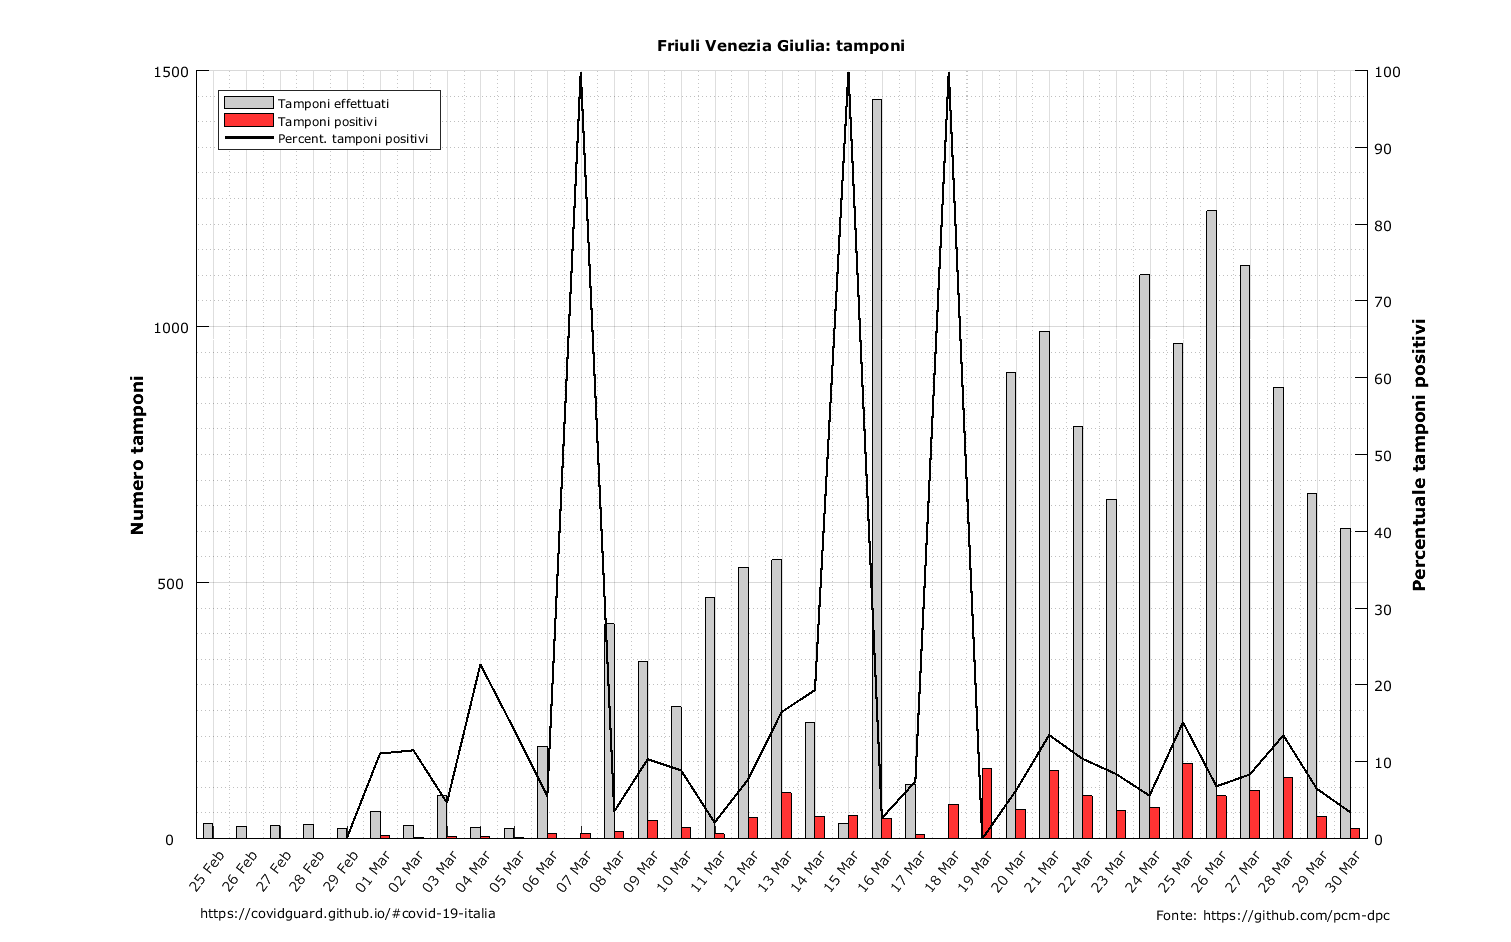 Friuli Venezia Giulia: tamponi
Tamponi effettuati
Tamponi positivi
Percent. tamponi positivi
Numero tamponi
1500
1000
500
0
Percentuale tamponi positivi
100
90
80
70
60
50
40
30
20
10
0
25 Feb
26 Feb
27 Feb
28 Feb
29 Feb
01 Mar
02 Mar
03 Mar
04 Mar
05 Mar
06 Mar
07 Mar
08 Mar
09 Mar
10 Mar
11 Mar
12 Mar
13 Mar
14 Mar
15 Mar
16 Mar
17 Mar
18 Mar
19 Mar
20 Mar
21 Mar
22 Mar
23 Mar
24 Mar
25 Mar
26 Mar
27 Mar
28 Mar
29 Mar
30 Mar
https://covidguard.github.io/#covid-19-italia
Fonte: https://github.com/pcm-dpc